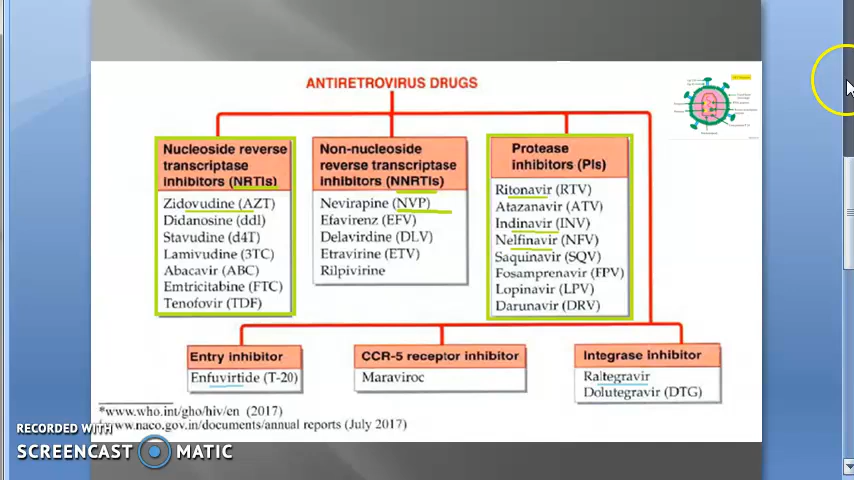 ANTIRETROVIRUS DRUGS
Nucleoside reverse
transcriptase
inhibitors (NRTIs)
Zidovudine (AZT)
Didanosine (ddI)
Stavudine (d4T)
Lamivudine (3TC)
Abacavir (ABC)
Emtricitabine (FTC)
Tenofovir (TDF)
Non-nucleoside
reverse transcriptase
inhibitors (NNRTIs)
Nevirapine (NVP)
Efavirenz (EFV)
Delavirdine (DLV)
Etravirine (ETV)
Rilpivirine
Protease
inhibitors (PIs)
Ritonavir (RTV)
Atazanavir (ATV)
Indinavir (INV)
Nelfinavir (NFV)
Saquinavir (SQV)
Fosamprenavir (FPV)
Lopinavir (LPV)
Darunavir (DRV)
Entry inhibitor
Enfuvirtide (T-20)
CCR-5 receptor inhibitor
Maraviroc
Integrase inhibitor
Raltegravir
Dolutegravir (DTG)
*www.who.int/gho/hiv/en (2017)
www.naco.gov.in/documents/annual reports (July 2017)
RECORDED WITH
SCREENCAST MATIC